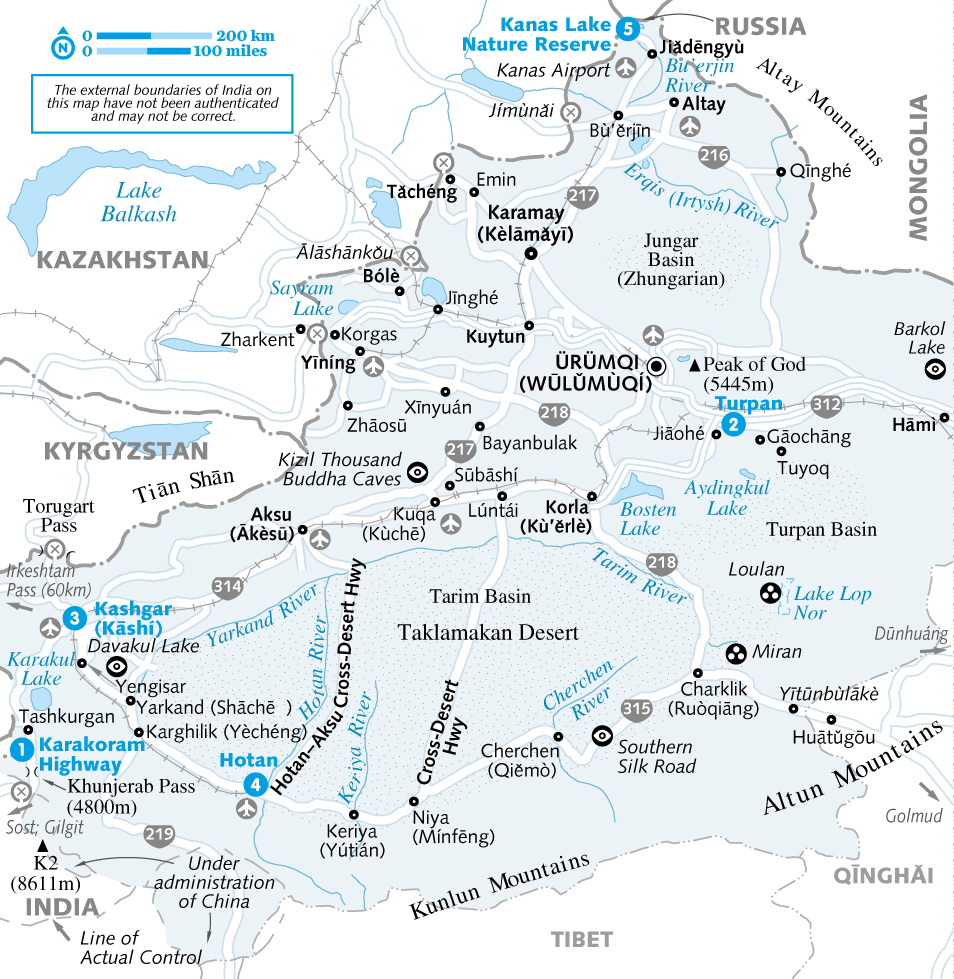 Kanas Lake
Nature Reserve
5
RUSSIA
N
0 200 km
0 100 miles
Jiǎdēngyù
Kanas Airport
Bù'erjin
River
Altay Mountains
The external boundaries of India on
this map have not been authenticated
and may not be correct.
Jímùnǎi
Altay
MONGOLIA
Bù'ěrjīn
216
Qīnghé
Lake
Balkash
Tǎchéng
Emin
217
Erqis (Irtysh) River
Karamay
(Kèlāmǎyī)
Jungar
Basin
(Zhungarian)
KAZAKHSTAN
Ālāshānkǒu
Bólè
Sayram
Lake
Jīnghé
Zharkent
Korgas
Kuytun
Barkol
Lake
Yīníng
ÜRÜMQI
(WŪLǓMÙQÍ)
Peak of God
(5445m)
Turpan
2
312
Xīnyuán
218
Zhāosū
Hāmì
Jiāohé
Gāochāng
KYRGYZSTAN
217
Bayanbulak
Tuyoq
Kizil Thousand
Buddha Caves
Tiān Shān
Sūbāshí
Aydingkul
Lake
Torugart
Pass
Aksu
(Ākèsū)
Kuqa
(Kùchē)
Lúntái
Korla
(Kù'ěrlè)
Bosten
Lake
Turpan Basin
Irkeshtam
Pass (60km)
314
Tarim River
218
Loulan
Lake Lop
Nor
Tarim Basin
3
Kashgar
(Kāshí)
Yarkand River
Taklamakan Desert
Dūnhuáng
Davakul Lake
Karakul
Lake
Hotan River
Hotan–Aksu Cross-Desert Hwy
Miran
Yengisar
Cherchen
River
Charklik
(Ruòqiāng)
Yītūnbùlākè
Yarkand (Shāchē )
Keriya River
Cross-Desert
Hwy
315
Tashkurgan
Karghilik (Yèchéng)
Huātǔgōu
1
Karakoram
Highway
Hotan
4
Cherchen
(Qiěmò)
Southern
Silk Road
Altun Mountains
Khunjerab Pass
(4800m)
Niya
(Mínfēng)
Golmud
Sost; Gilgit
219
Keriya
(Yútián)
K2
(8611m)
Under
administration
of China
Kunlun Mountains
QĪNGHǍI
INDIA
Line of
Actual Control
TIBET